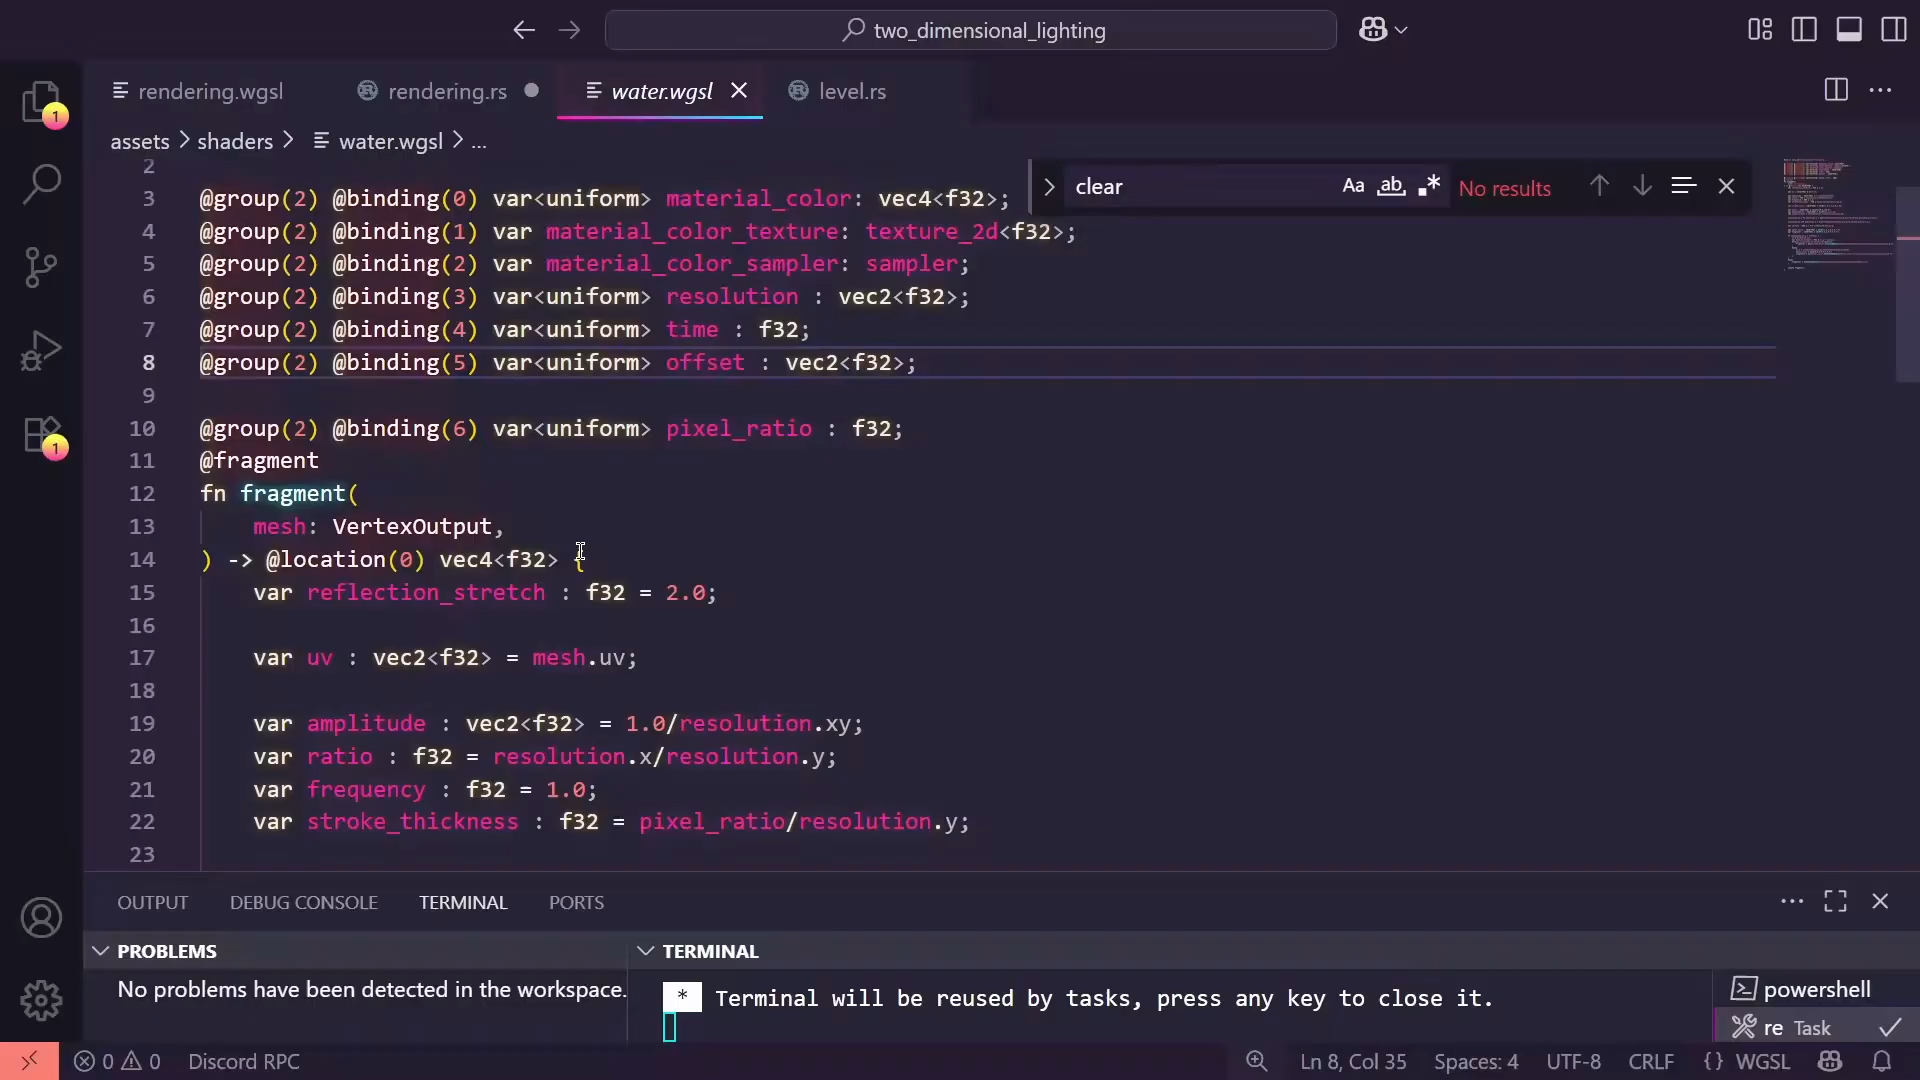 two_dimensional_lighting
rendering.wgsl
rendering.rs
water.wgsl
level.rs
assets > shaders > water.wgsl > ...
clear
Aa ab .* No results
2
3 @group(2) @binding(0) var<uniform> material_color: vec4<f32>;
4 @group(2) @binding(1) var material_color_texture: texture_2d<f32>;
5 @group(2) @binding(2) var material_color_sampler: sampler;
6 @group(2) @binding(3) var<uniform> resolution : vec2<f32>;
7 @group(2) @binding(4) var<uniform> time : f32;
8 @group(2) @binding(5) var<uniform> offset : vec2<f32>;
9
10 @group(2) @binding(6) var<uniform> pixel_ratio : f32;
11 @fragment
12 fn fragment(
13     mesh: VertexOutput,
14 ) -> @location(0) vec4<f32> {
15     var reflection_stretch : f32 = 2.0;
16
17     var uv : vec2<f32> = mesh.uv;
18
19     var amplitude : vec2<f32> = 1.0/resolution.xy;
20     var ratio : f32 = resolution.x/resolution.y;
21     var frequency : f32 = 1.0;
22     var stroke_thickness : f32 = pixel_ratio/resolution.y;
23
OUTPUT DEBUG CONSOLE TERMINAL PORTS
PROBLEMS
No problems have been detected in the workspace.
TERMINAL
* Terminal will be reused by tasks, press any key to close it.
powershell
re Task
1
1
0 0 Discord RPC
Ln 8, Col 35 Spaces: 4 UTF-8 CRLF {} WGSL